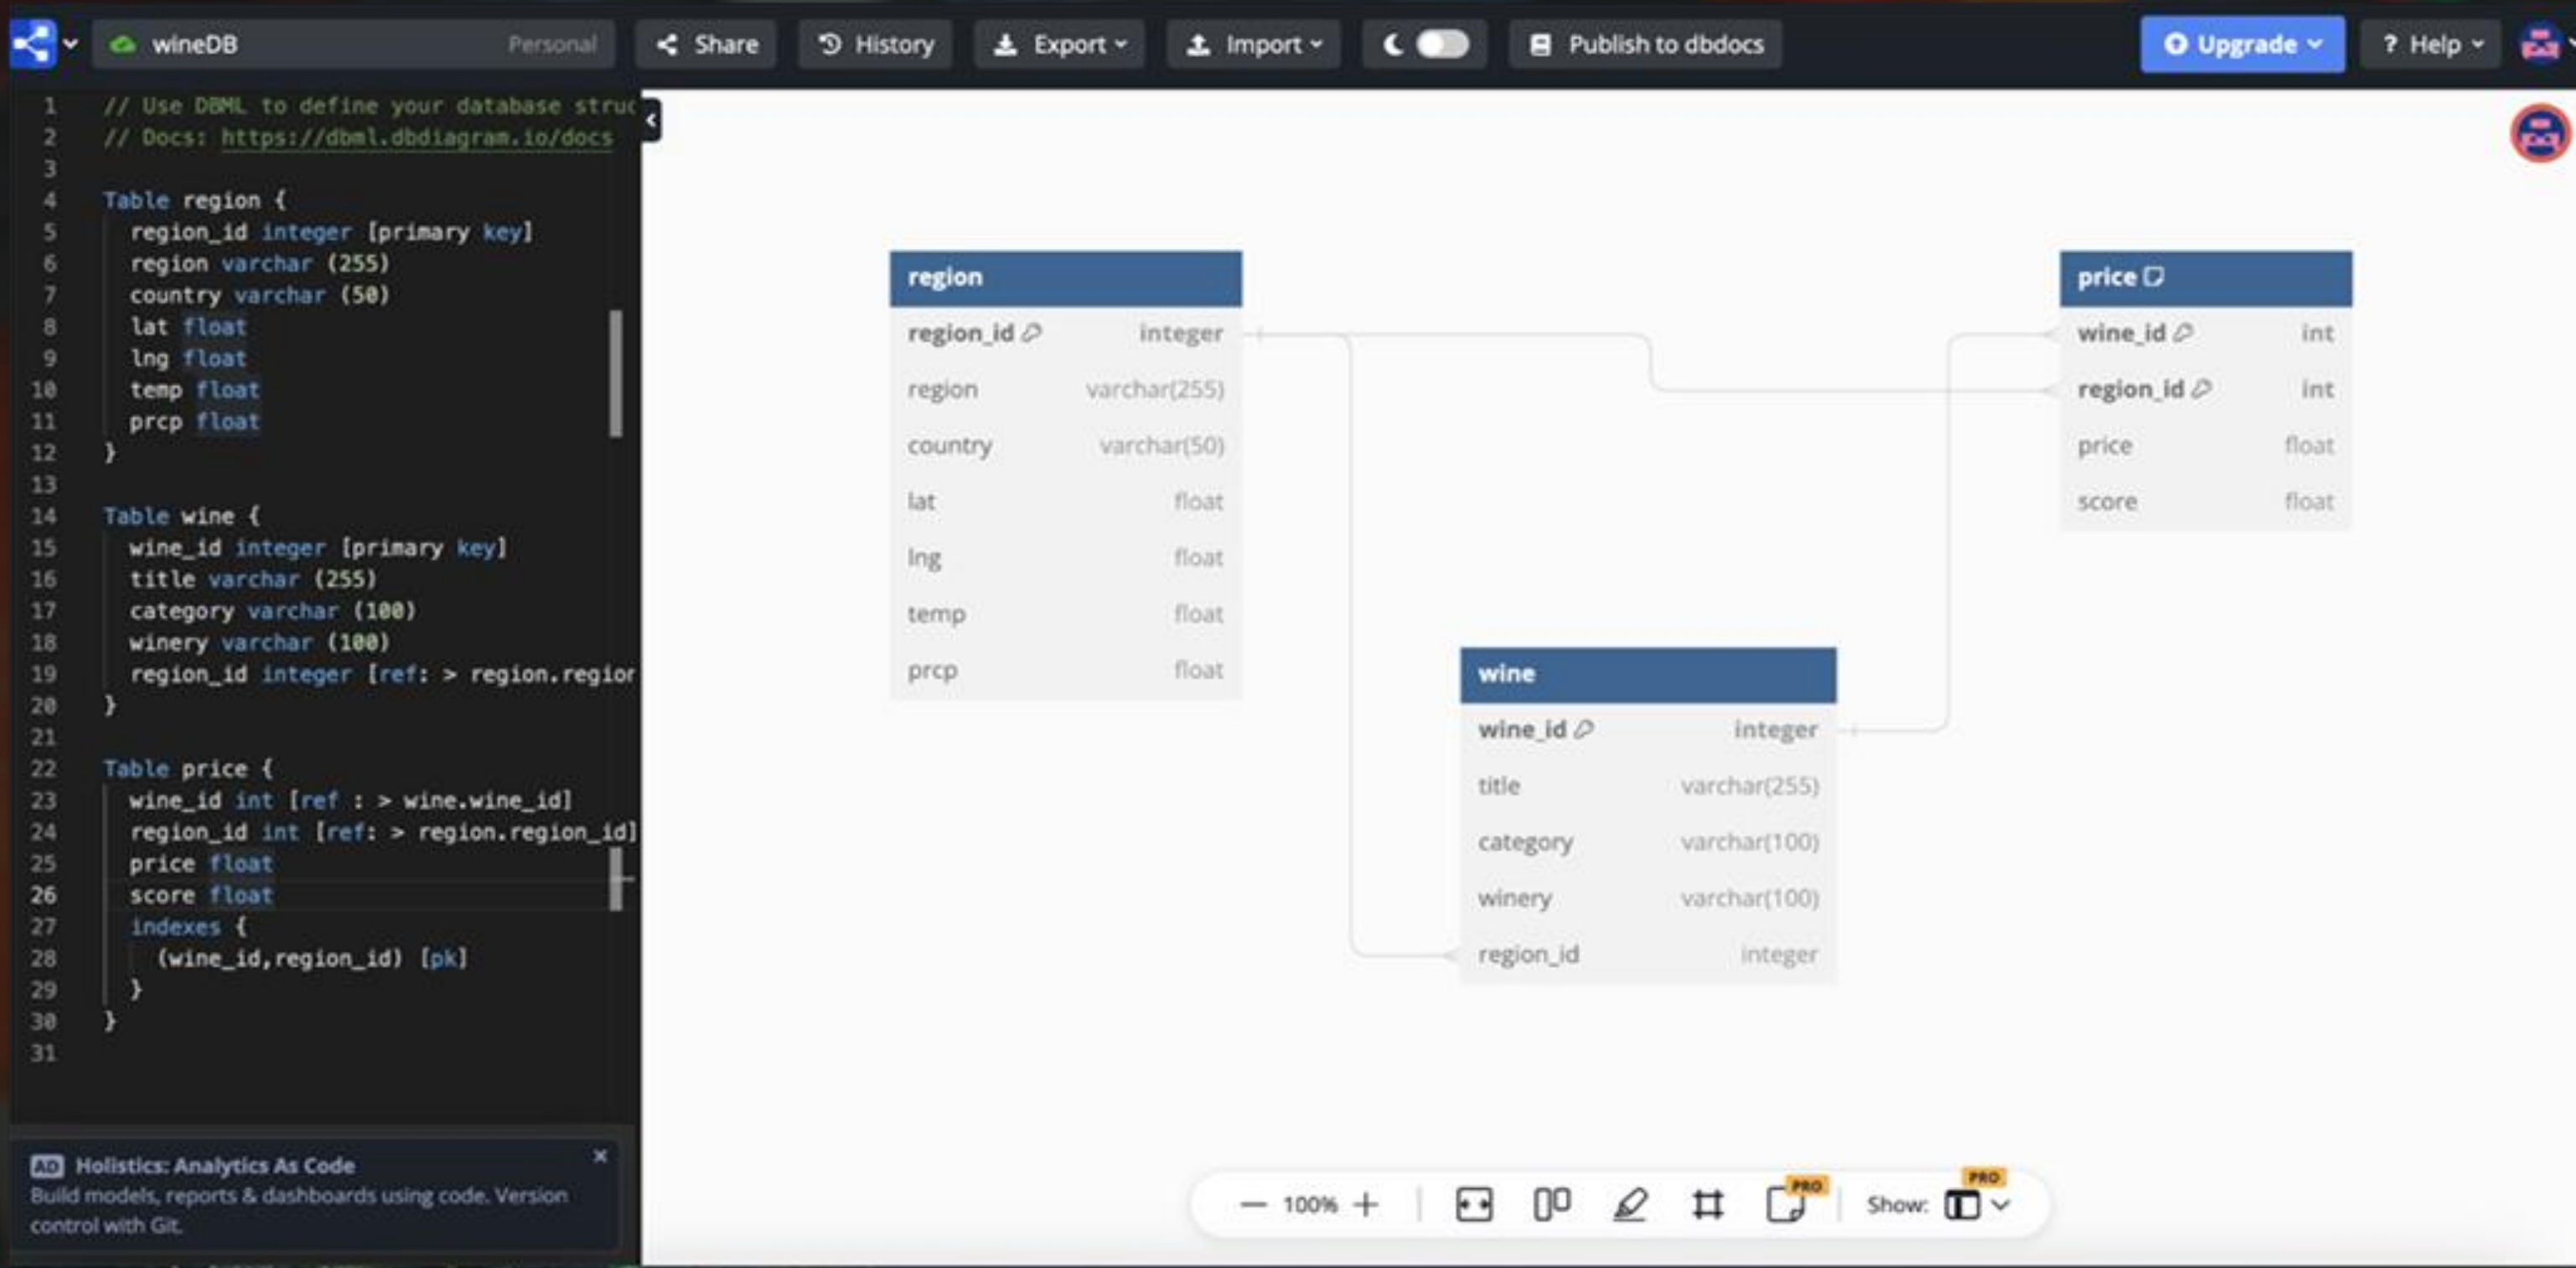 wineDB Personal Share History Export Import Publish to dbdocs Upgrade ? Help
1 // Use DBML to define your database struc
2 // Docs: https://dbml.dbdiagram.io/docs
3
4 Table region {
5 region_id integer [primary key]
6 region varchar (255)
7 country varchar (50)
8 lat float
9 lng float
10 temp float
11 prcp float
12 }
13
14 Table wine {
15 wine_id integer [primary key]
16 title varchar (255)
17 category varchar (100)
18 winery varchar (100)
19 region_id integer [ref: > region.region
20 }
21
22 Table price {
23 wine_id int [ref : > wine.wine_id]
24 region_id int [ref: > region.region_id]
25 price float
26 score float
27 indexes {
28 (wine_id,region_id) [pk]
29 }
30 }
31
AD Holistics: Analytics As Code
Build models, reports & dashboards using code. Version
control with Git.
region
region_id integer
region varchar(255)
country varchar(50)
lat float
lng float
temp float
prcp float
price
wine_id int
region_id int
price float
score float
wine
wine_id integer
title varchar(255)
category varchar(100)
winery varchar(100)
region_id integer
100% PRO Show: PRO